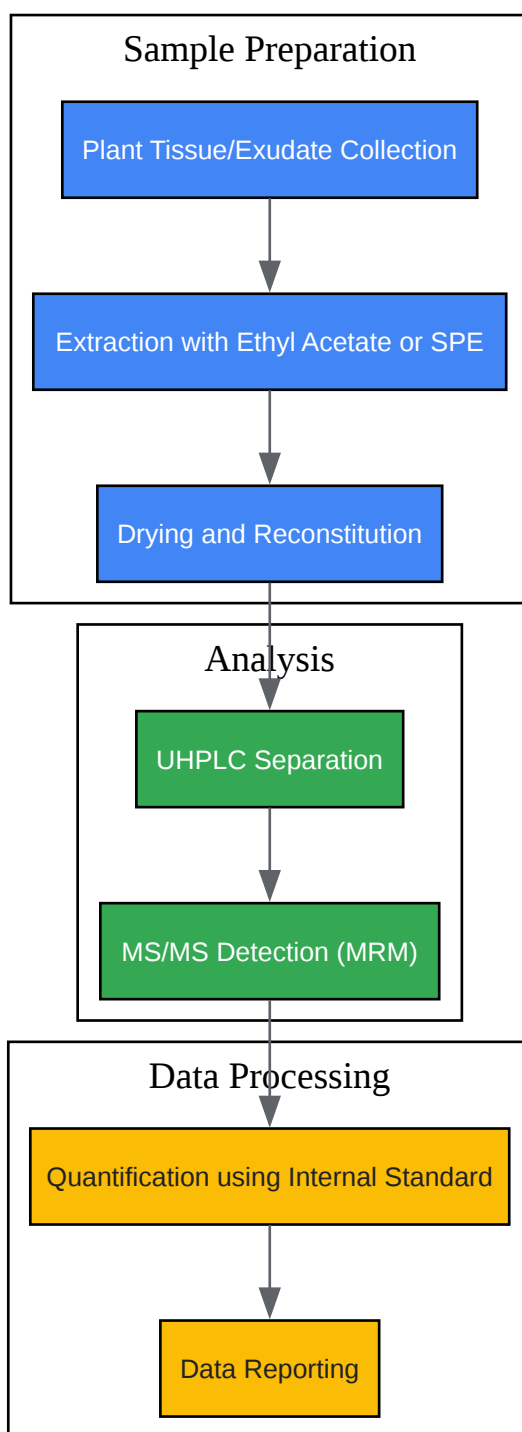 Sample Preparation
Plant Tissue/Exudate Collection
Extraction with Ethyl Acetate or SPE
Drying and Reconstitution
Analysis
UHPLC Separation
MS/MS Detection (MRM)
Data Processing
Quantification using Internal Standard
Data Reporting